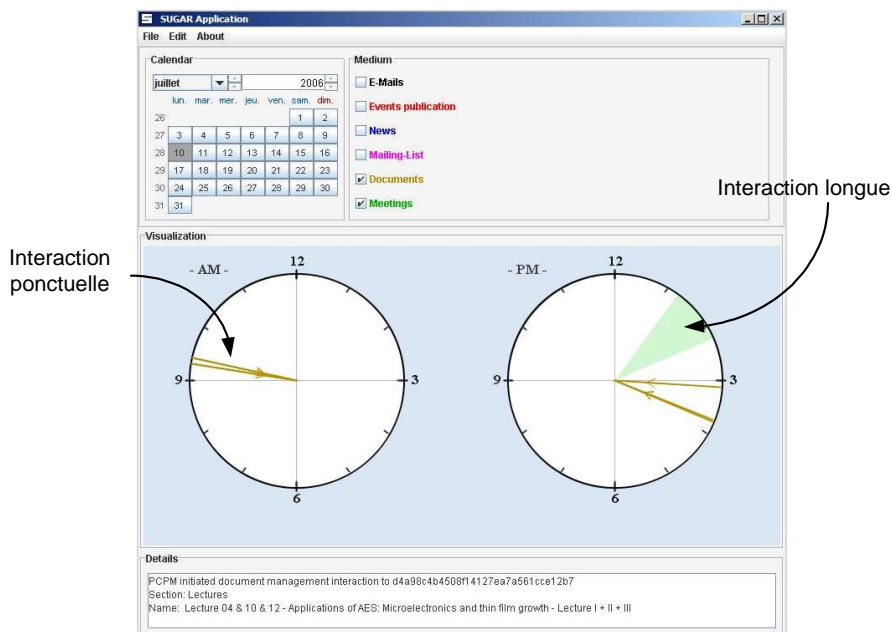 SUGAR Application
File Edit About
Calendar
juillet 2006
lun. mar. mer. jeu. ven. sam. dim.
26 1 2
27 3 4 5 6 7 8 9
28 10 11 12 13 14 15 16
29 17 18 19 20 21 22 23
30 24 25 26 27 28 29 30
31 31
Medium
E-Mails
Events publication
News
Mailing-List
Documents
Meetings
Interaction longue
Interaction
ponctuelle
Visualization
- AM -
12
9
3
6
- PM -
12
9
3
6
Details
PCPM initiated document management interaction to d4a98c4b4508f14127ea7a561cce12b7
Section: Lectures
Name: Lecture 04 & 10 & 12 - Applications of AES: Microelectronics and thin film growth - Lecture I + II + III